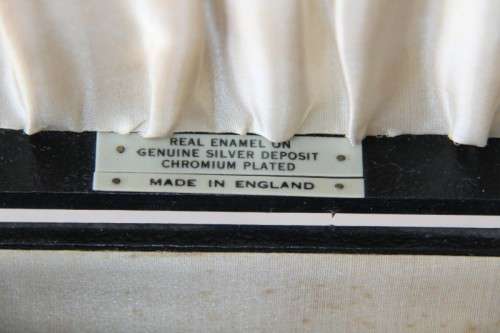 REAL ENAMEL ON
GENUINE SILVER DEPOSIT
CHROMIUM PLATED
MADE IN ENGLAND